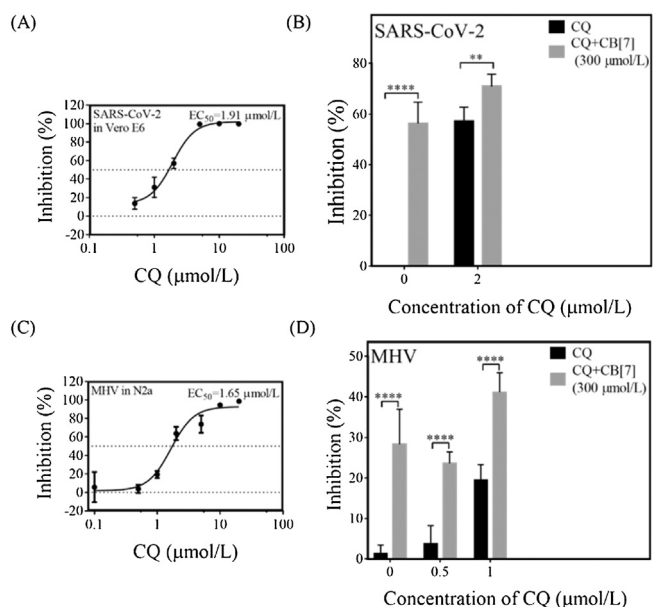 (A)
SARS-CoV-2
in Vero E6
EC50=1.91 μmol/L
120
100
80
60
40
20
0
-20
0.1
1
10
100
Inhibition (%)
CQ (μmol/L)
(B)
SARS-CoV-2
CQ
CQ+CB[7]
(300 μmol/L)
****
**
80
60
40
20
0
0
2
Inhibition (%)
Concentration of CQ (μmol/L)
(C)
MHV in N2a
EC50=1.65 μmol/L
120
100
80
60
40
20
0
-20
0.1
1
10
100
Inhibition (%)
CQ (μmol/L)
(D)
MHV
CQ
CQ+CB[7]
(300 μmol/L)
****
****
****
50
40
30
20
10
0
0
0.5
1
Inhibition (%)
Concentration of CQ (μmol/L)